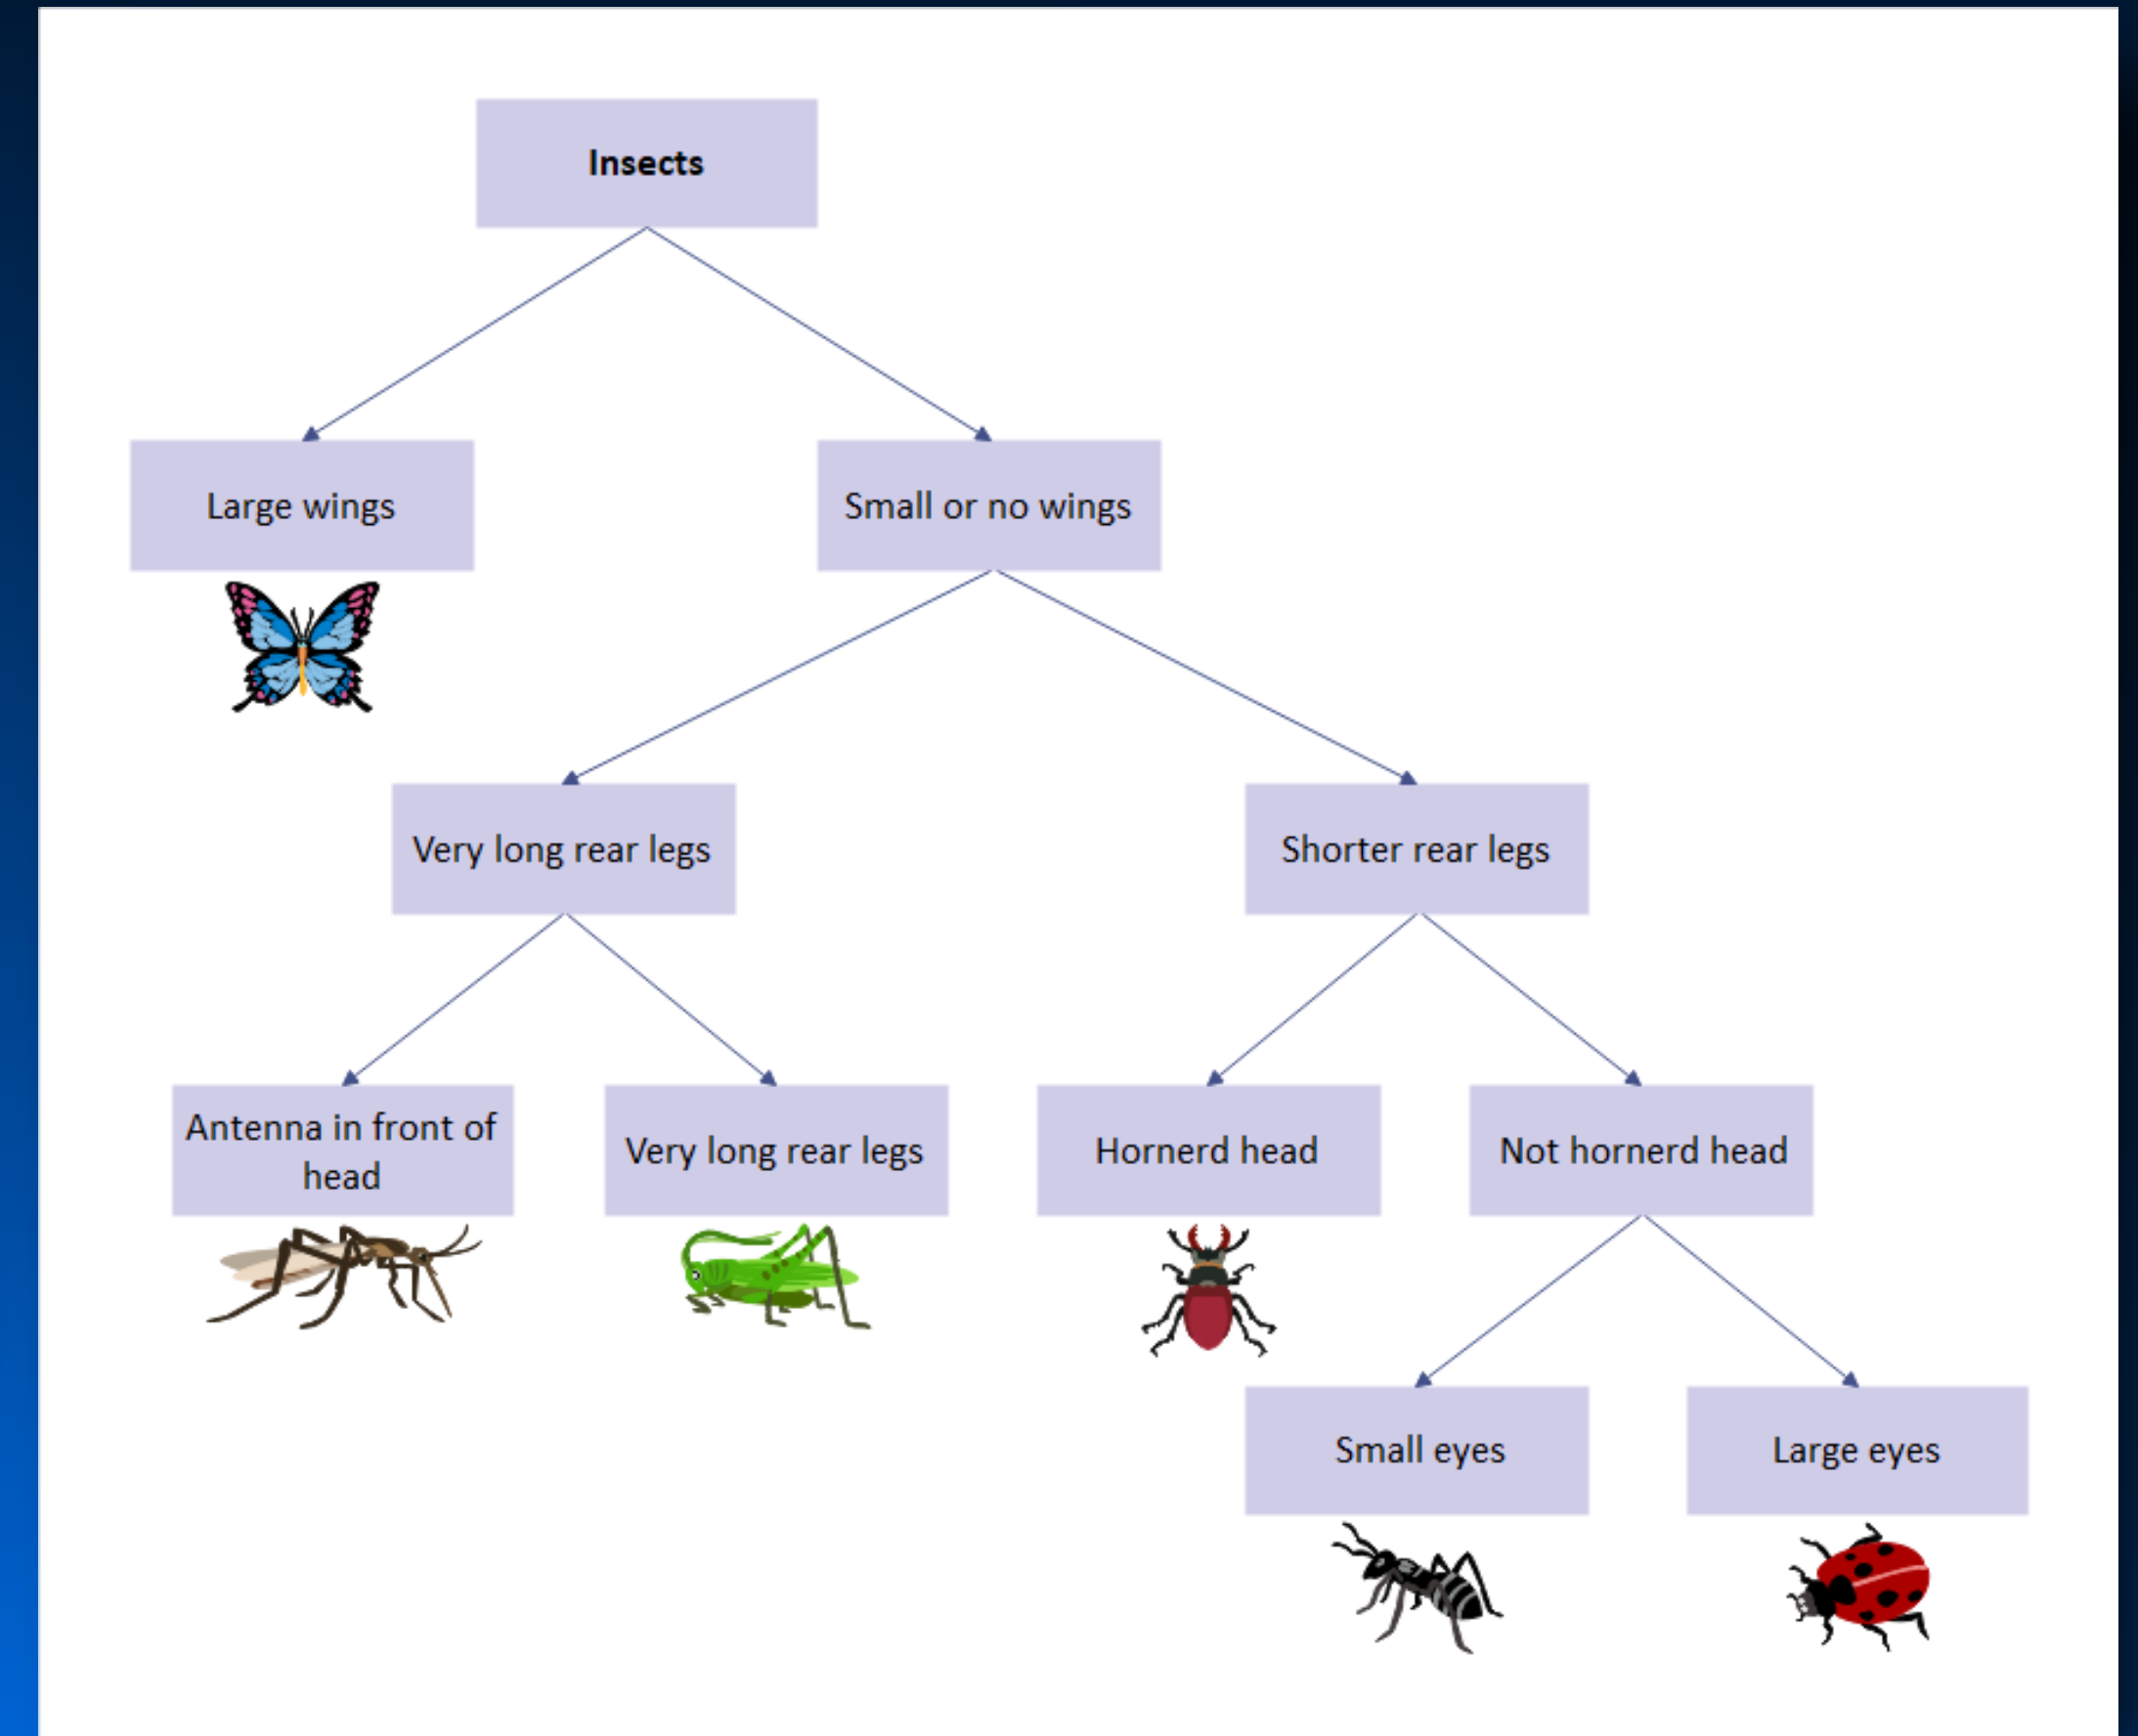 Insects
Large wings
Small or no wings
Very long rear legs
Shorter rear legs
Antenna in front of
head
Very long rear legs
Hornerd head
Not hornerd head
Small eyes
Large eyes